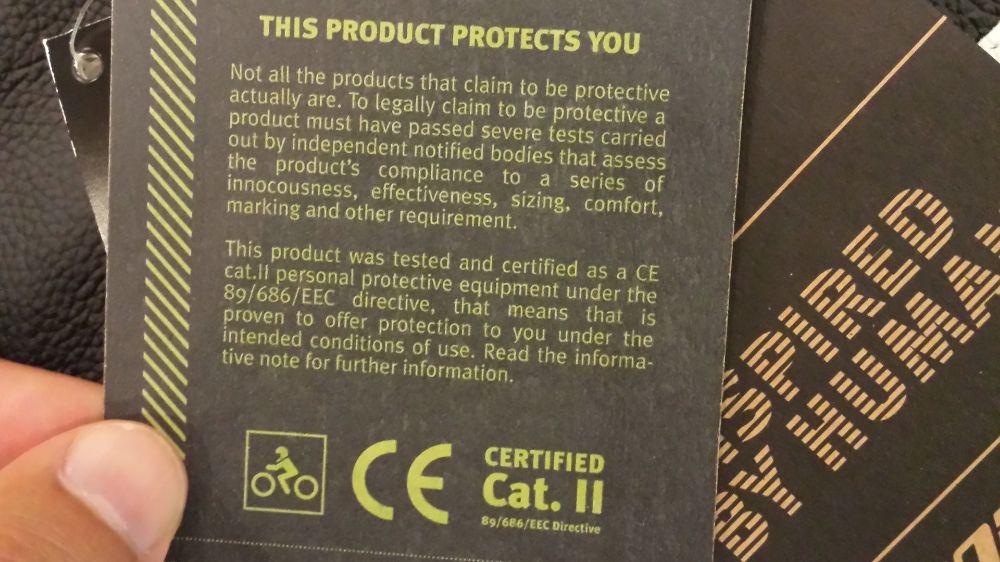 THIS PRODUCT PROTECTS YOU
Not all the products that claim to be protective
actually are. To legally claim to be protective a
product must have passed severe tests carried
out by independent notified bodies that assess
the product's compliance to a series of
innocousness, effectiveness, sizing, comfort,
marking and other requirement.
This product was tested and certified as a CE
cat.II personal protective equipment under the
89/686/EEC directive, that means that is
proven to offer protection to you under the
intended conditions of use. Read the informa-
tive note for further information.
CE
CERTIFIED
Cat. II
89/686/EEC Directive
SPIRED
BY HUMA